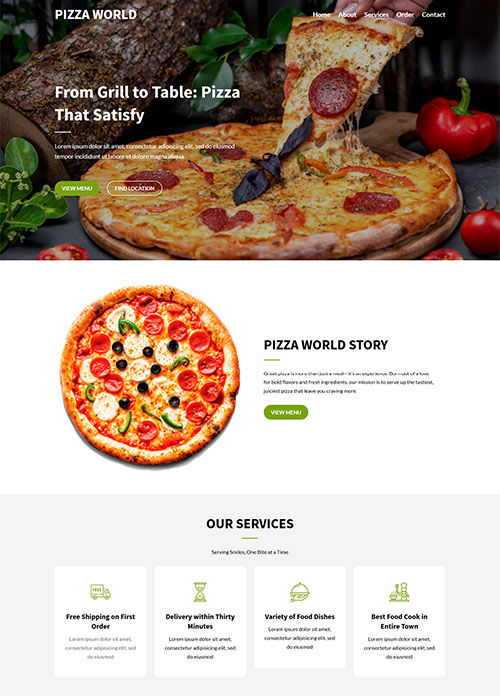 PIZZA WORLD
Home About Services Order Contact
From Grill to Table: Pizza
That Satisfy
Lorem ipsum dolor sit amet, consectetur adipisicing elit, sed do eiusmod
tempor incididunt ut labore et dolore magna aliqua.
VIEW MENU FIND LOCATION
PIZZA WORLD STORY
Great pizza is more than just a meal—it's an experience. Born out of a love
for bold flavors and fresh ingredients, our mission is to serve up the tastiest,
juiciest pizza that leave you craving more.
VIEW MENU
OUR SERVICES
Serving Smiles, One Bite at a Time
FREE
Free Shipping on First
Order
Lorem ipsum dolor sit amet,
consectetur adipisicing elit, sed
do eiusmod
Delivery within Thirty
Minutes
Lorem ipsum dolor sit amet,
consectetur adipisicing elit, sed
do eiusmod
Variety of Food Dishes
Lorem ipsum dolor sit amet,
consectetur adipisicing elit, sed
do eiusmod
Best Food Cook in
Entire Town
Lorem ipsum dolor sit amet,
consectetur adipisicing elit, sed
do eiusmod